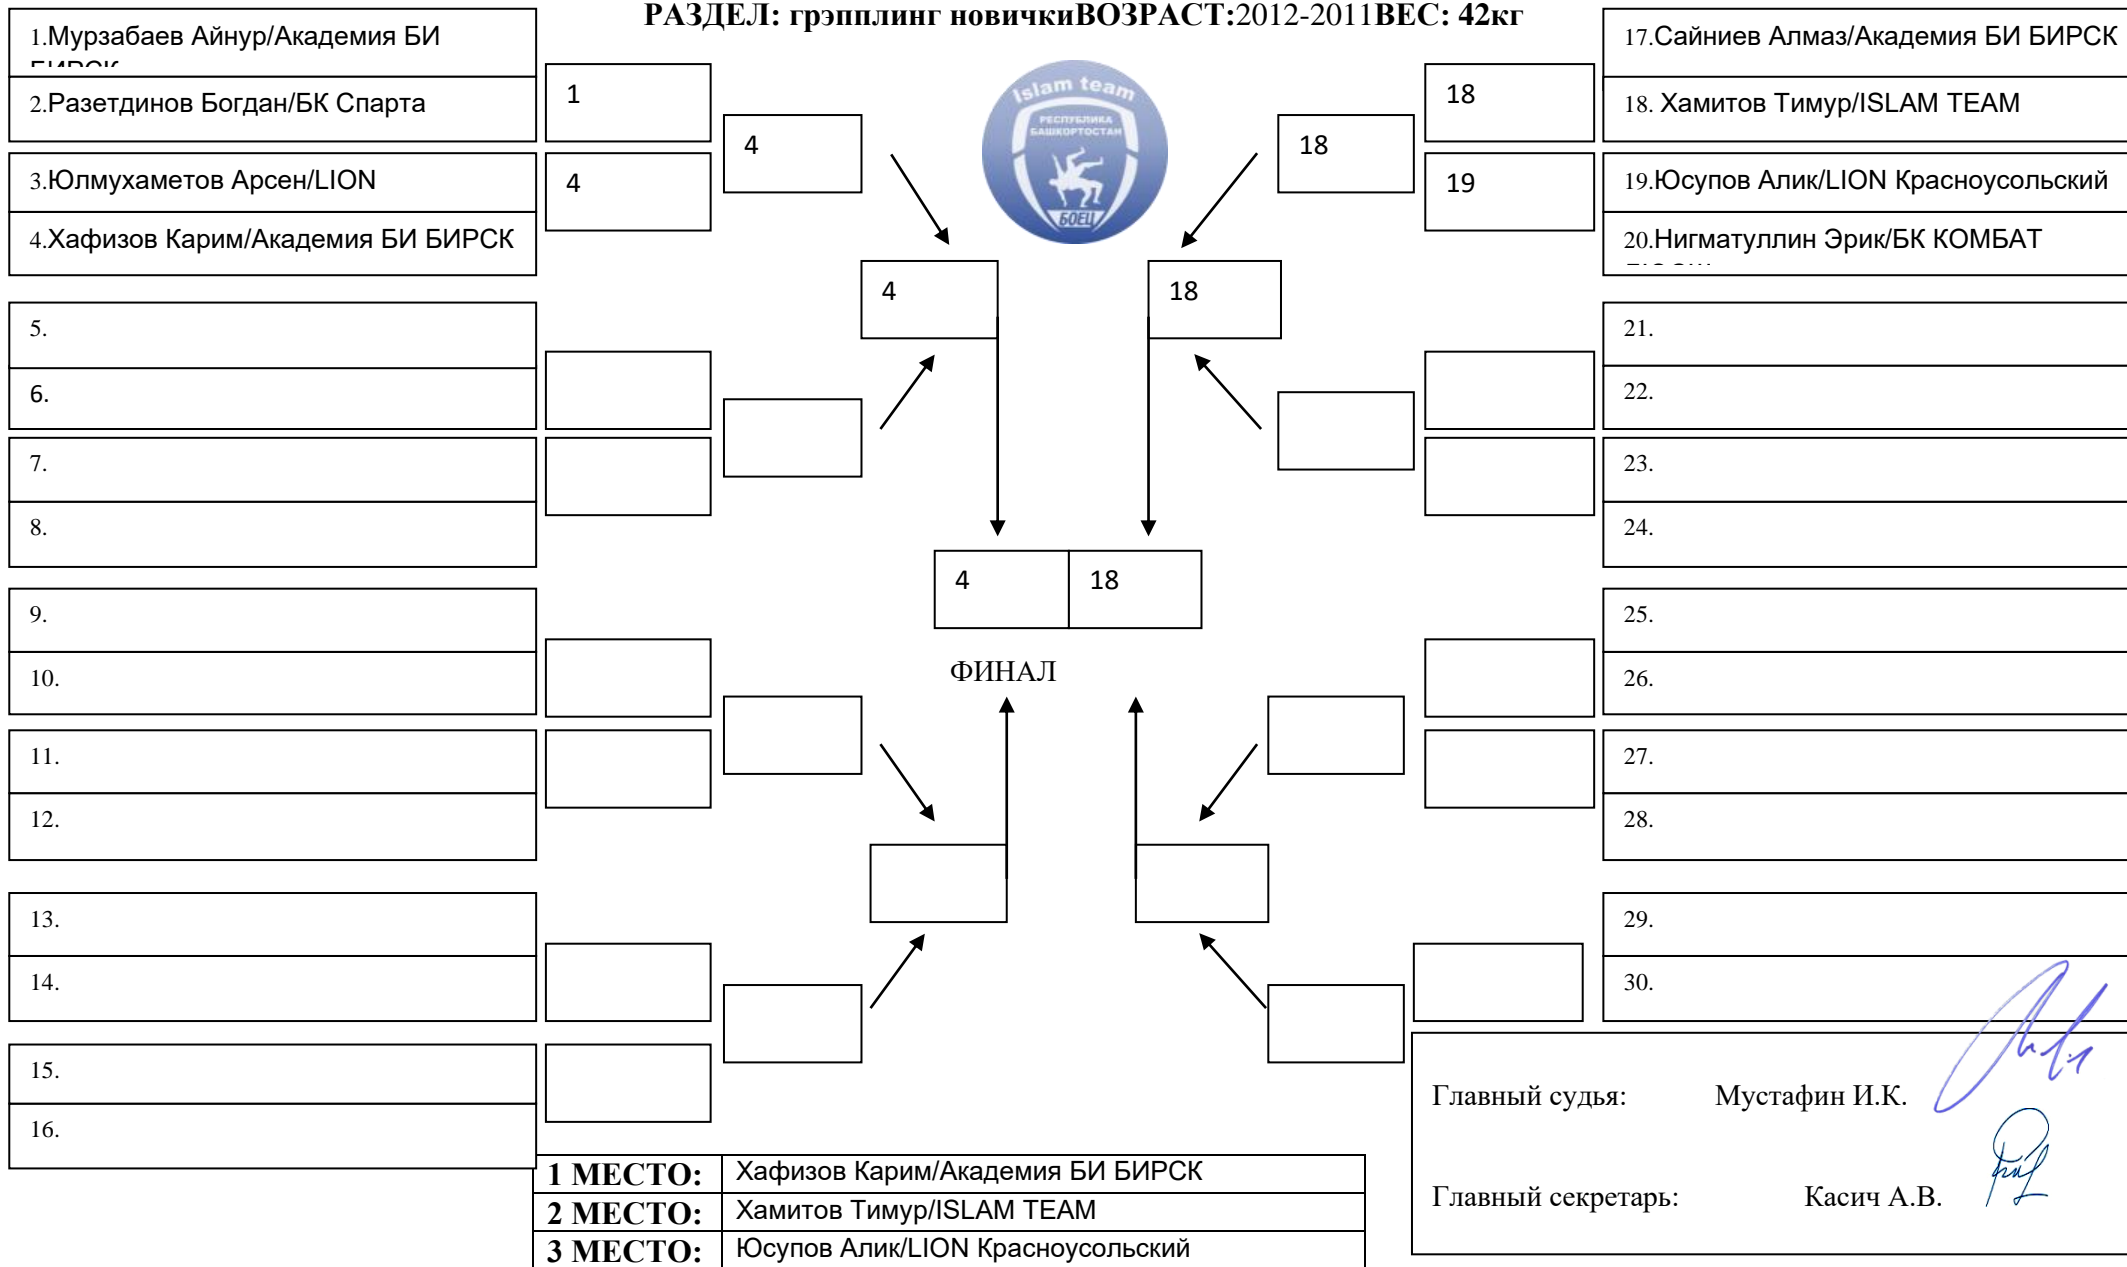 РАЗДЕЛ: грэпплинг новичкиВОЗРАСТ:2012-2011ВЕС: 42кг
1.Мурзабаев Айнур/Академия БИ
2.Разетдинов Богдан/БК Спарта
3.Юлмухаметов Арсен/LION
4.Хафизов Карим/Академия БИ БИРСК
5.
6.
7.
8.
9.
10.
11.
12.
13.
14.
15.
16.
1
4
4
4
Islam team
РЕСПУБЛИКА
БАШКОРТОСТАН
БОЕЦ
18
18
18
19
4
18
ФИНАЛ
17.Сайниев Алмаз/Академия БИ БИРСК
18. Хамитов Тимур/ISLAM TEAM
19.Юсупов Алик/LION Красноусольский
20.Нигматуллин Эрик/БК КОМБАТ
21.
22.
23.
24.
25.
26.
27.
28.
29.
30.
Главный судья: Мустафин И.К.
Главный секретарь: Касич А.В.
1 МЕСТО: Хафизов Карим/Академия БИ БИРСК
2 МЕСТО: Хамитов Тимур/ISLAM TEAM
3 МЕСТО: Юсупов Алик/LION Красноусольский